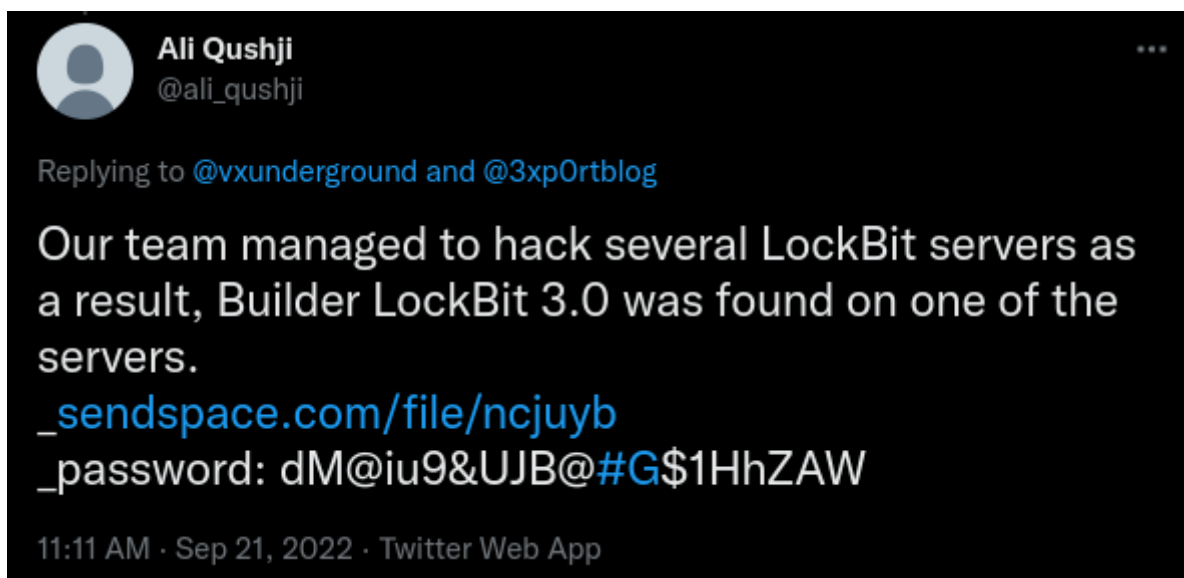 Ali Qushji
@ali_qushji
Replying to @vxunderground and @3xp0rtblog
Our team managed to hack several LockBit servers as
a result, Builder LockBit 3.0 was found on one of the
servers.
_sendspace.com/file/ncjuyb
_password: dM@iu9&UJB@#G$1HhZAW
11:11 AM · Sep 21, 2022 · Twitter Web App